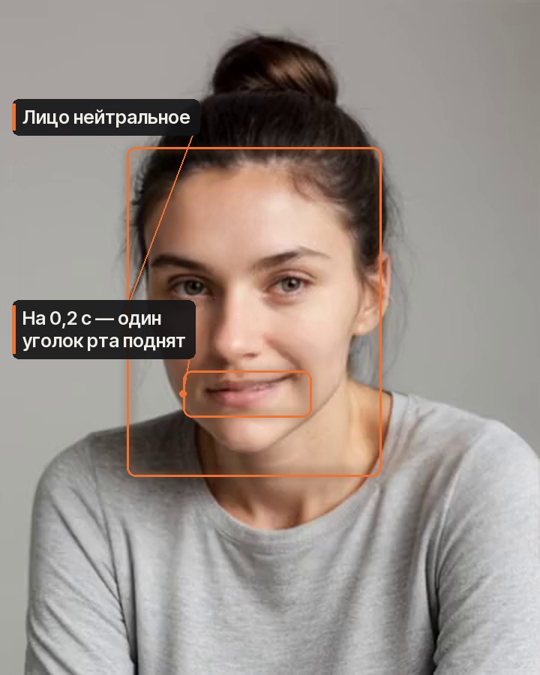 Лицо нейтральное
На 0,2 с — один
уголок рта поднят